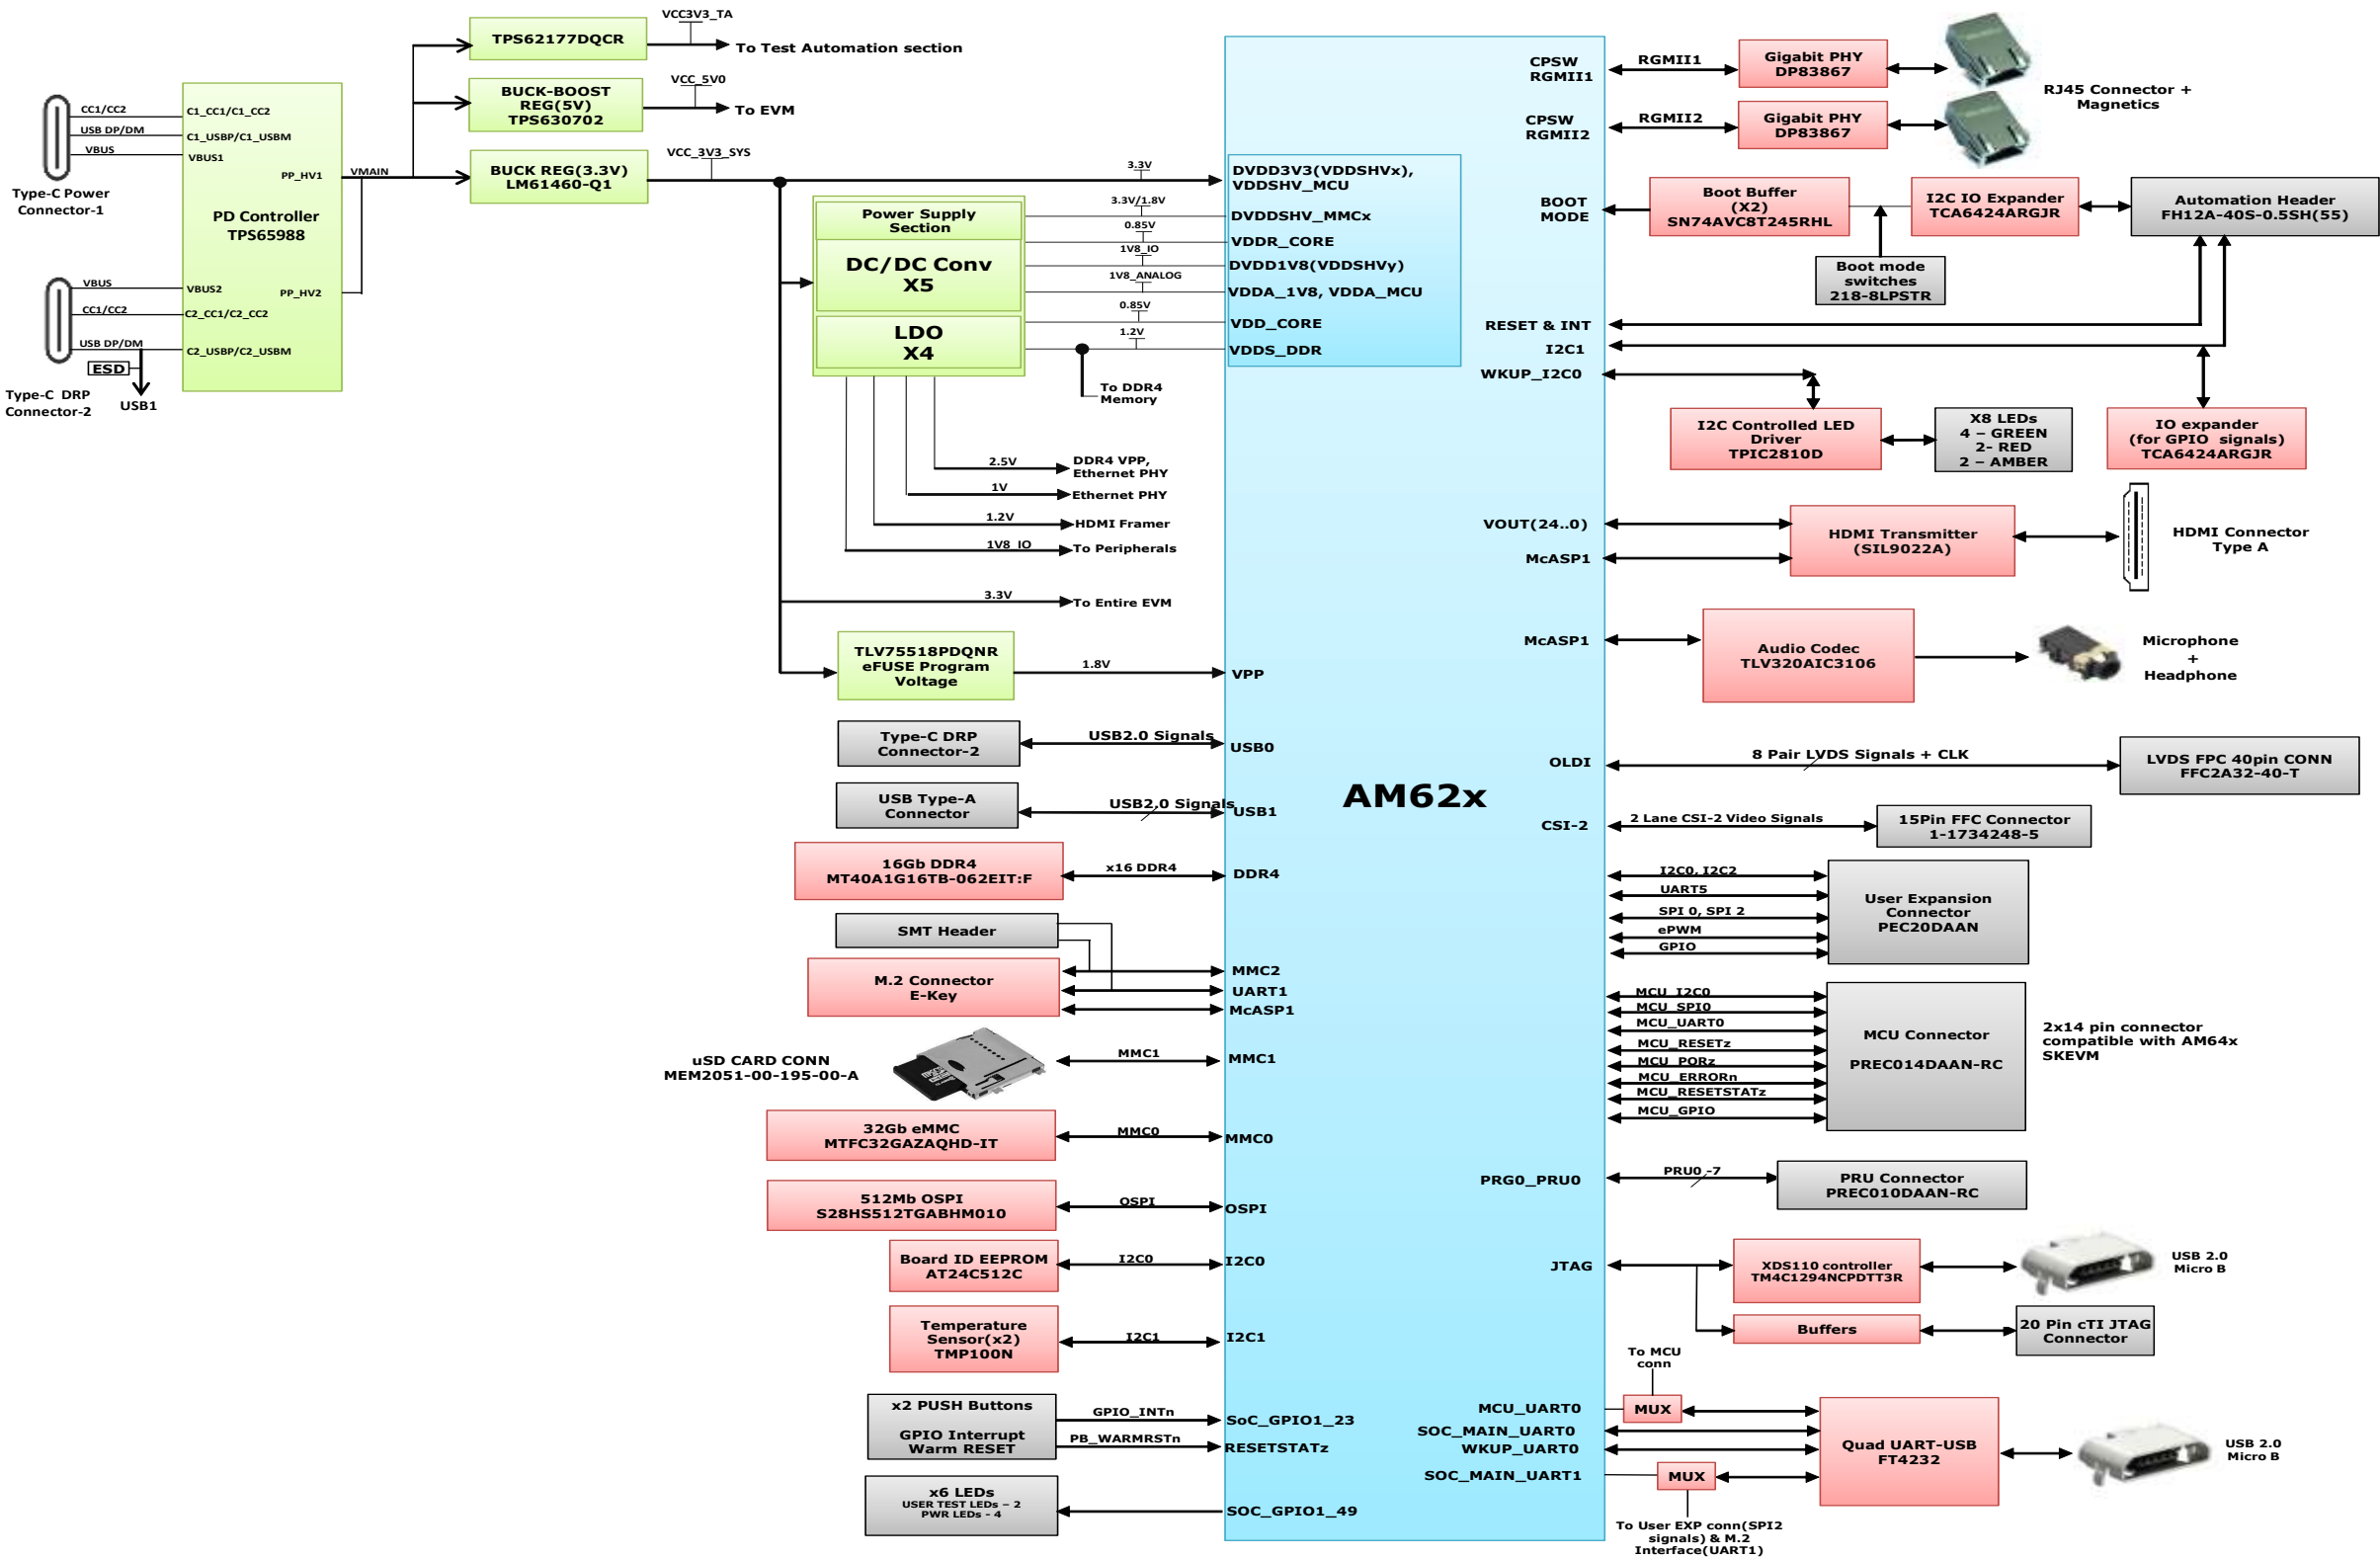 VCC3V3_TA
TPS62177DQCR
To Test Automation section
VCC_5V0
BUCK-BOOST
REG(5V)
TPS630702
To EVM
VCC_3V3_SYS
BUCK REG(3.3V)
LM61460-Q1
CC1/CC2
USB DP/DM
VBUS
Type-C Power
Connector-1
C1_CC1/C1_CC2
C1_USBP/C1_USBM
VBUS1
PP_HV1
VMAIN
PD Controller
TPS65988
VBUS2
PP_HV2
C2_CC1/C2_CC2
C2_USBP/C2_USBM
VBUS
CC1/CC2
USB DP/DM
ESD
USB1
Type-C DRP
Connector-2
Power Supply
Section
DC/DC Conv
X5
LDO
X4
3.3V
3.3V/1.8V
0.85V
1V8_IO
1V8_ANALOG
0.85V
1.2V
DVDD3V3(VDDSHVx),
VDDSHV_MCU
DVDDSHV_MMCx
VDDR_CORE
DVDD1V8(VDDSHVy)
VDDA_1V8, VDDA_MCU
VDD_CORE
VDDS_DDR
To DDR4
Memory
2.5V
DDR4 VPP,
Ethernet PHY
1V
Ethernet PHY
1.2V
HDMI Framer
1V8_IO
To Peripherals
3.3V
To Entire EVM
TLV75518PDQNR
eFUSE Program
Voltage
1.8V
VPP
Type-C DRP
Connector-2
USB2.0 Signals
USB0
USB Type-A
Connector
USB2.0 Signals
USB1
16Gb DDR4
MT40A1G16TB-062EIT:F
x16 DDR4
DDR4
SMT Header
M.2 Connector
E-Key
MMC2
UART1
McASP1
uSD CARD CONN
MEM2051-00-195-00-A
MMC1
MMC1
32Gb eMMC
MTFC32GAZAQHD-IT
MMC0
MMC0
512Mb OSPI
S28HS512TGABHM010
OSPI
OSPI
Board ID EEPROM
AT24C512C
I2C0
I2C0
Temperature
Sensor(x2)
TMP100N
I2C1
I2C1
x2 PUSH Buttons
GPIO Interrupt
Warm RESET
GPIO_INTn
PB_WARMRSTn
SoC_GPIO1_23
RESETSTATz
x6 LEDs
USER TEST LEDs – 2
PWR LEDs - 4
SOC_GPIO1_49
AM62x
CPSW
RGMII1
RGMII1
Gigabit PHY
DP83867
CPSW
RGMII2
RGMII2
Gigabit PHY
DP83867
RJ45 Connector +
Magnetics
BOOT
MODE
Boot Buffer
(X2)
SN74AVC8T245RHL
I2C IO Expander
TCA6424ARGJR
Automation Header
FH12A-40S-0.5SH(55)
Boot mode
switches
218-8LPSTR
RESET & INT
I2C1
WKUP_I2C0
I2C Controlled LED
Driver
TPIC2810D
X8 LEDs
4 – GREEN
2- RED
2 – AMBER
IO expander
(for GPIO signals)
TCA6424ARGJR
VOUT(24..0)
McASP1
HDMI Transmitter
(SIL9022A)
HDMI Connector
Type A
McASP1
Audio Codec
TLV320AIC3106
Microphone
+
Headphone
OLDI
8 Pair LVDS Signals + CLK
LVDS FPC 40pin CONN
FFC2A32-40-T
CSI-2
2 Lane CSI-2 Video Signals
15Pin FFC Connector
1-1734248-5
I2C0, I2C2
UART5
SPI 0, SPI 2
ePWM
GPIO
User Expansion
Connector
PEC20DAAN
MCU_I2C0
MCU_SPI0
MCU_UART0
MCU_RESETz
MCU_PORz
MCU_ERRORn
MCU_RESETSTATz
MCU_GPIO
MCU Connector
PREC014DAAN-RC
2x14 pin connector
compatible with AM64x
SKEVM
PRG0_PRU0
PRU0 -7
PRU Connector
PREC010DAAN-RC
JTAG
XDS110 controller
TM4C1294NCPDTT3R
USB 2.0
Micro B
Buffers
20 Pin cTI JTAG
Connector
To MCU
conn
MCU_UART0
MUX
SOC_MAIN_UART0
WKUP_UART0
SOC_MAIN_UART1
MUX
Quad UART-USB
FT4232
USB 2.0
Micro B
To User EXP conn(SPI2
signals) & M.2
Interface(UART1)